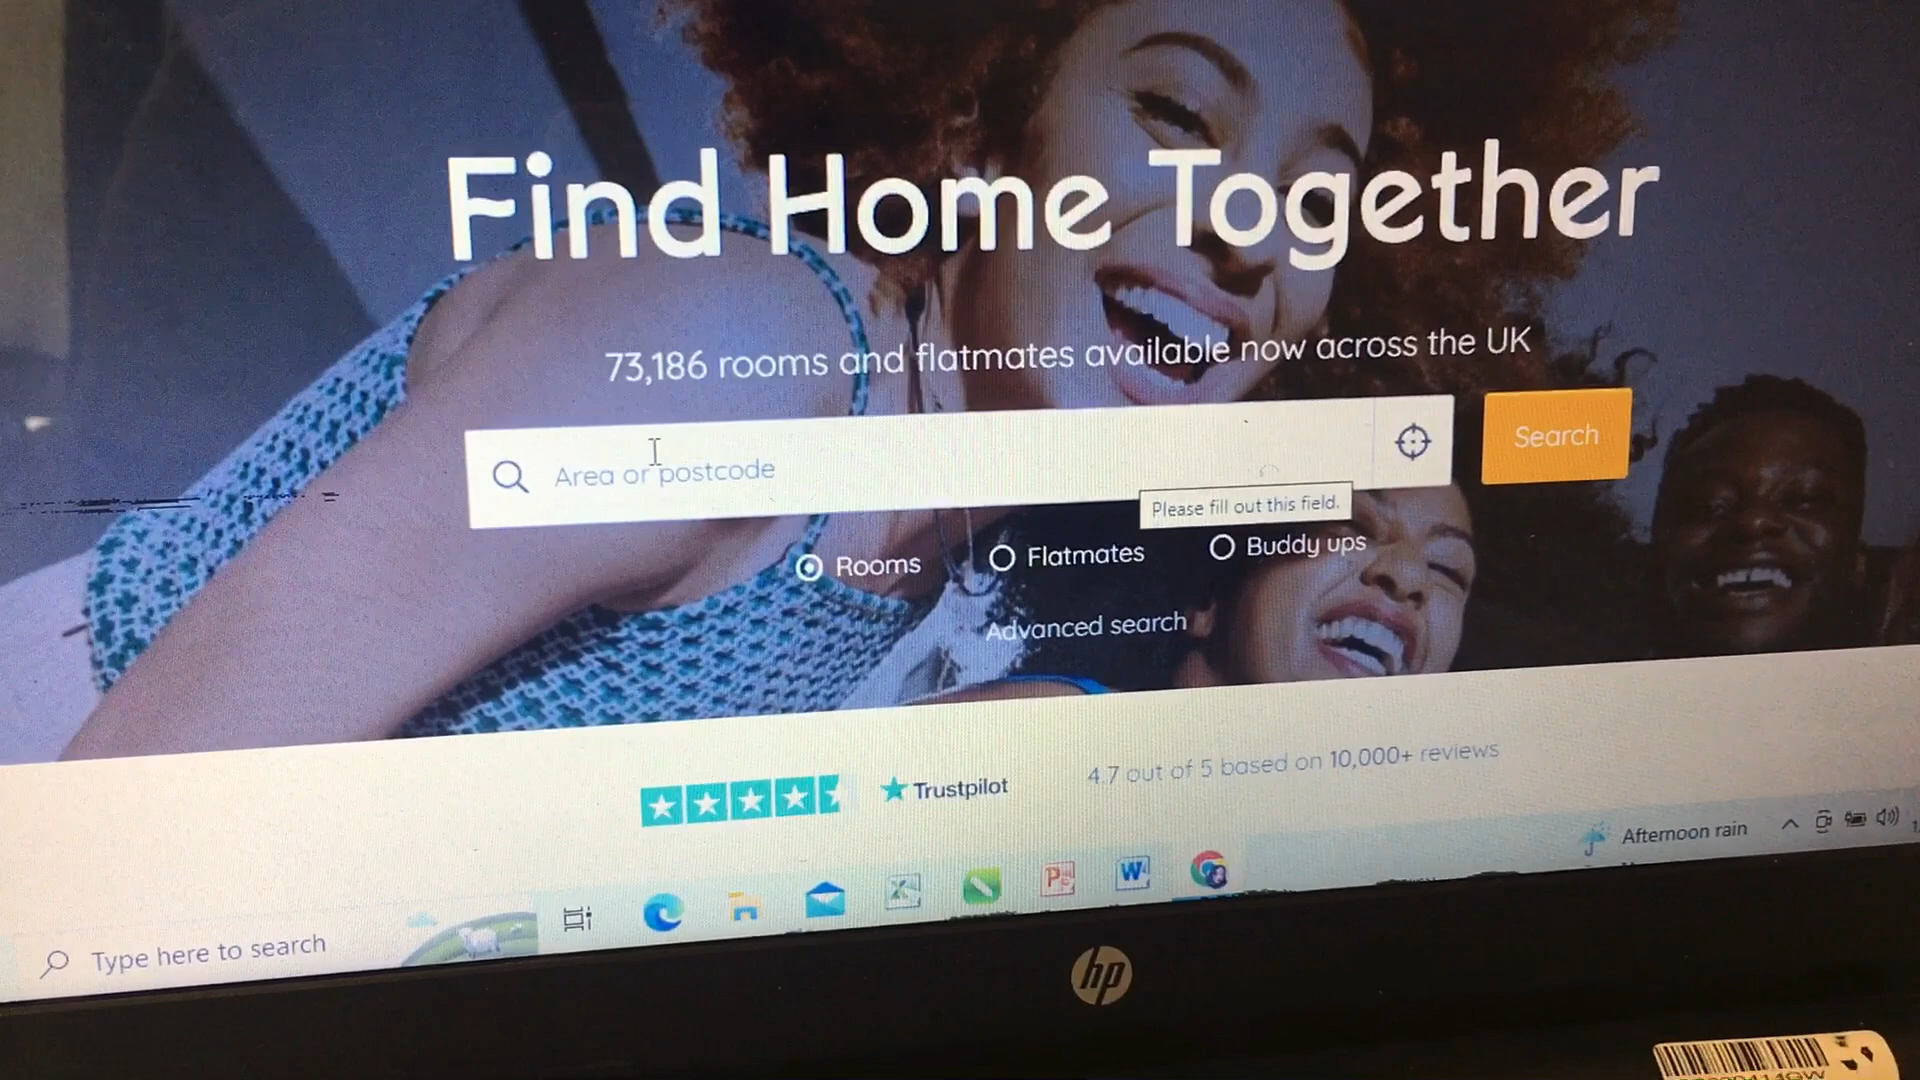 Find Home Together
73,186 rooms and flatmates available now across the UK
Area or postcode
Search
Please fill out this field.
Rooms
Flatmates
Buddy ups
Advanced search
Trustpilot
4.7 out of 5 based on 10,000+ reviews
Afternoon rain
Type here to search
hp